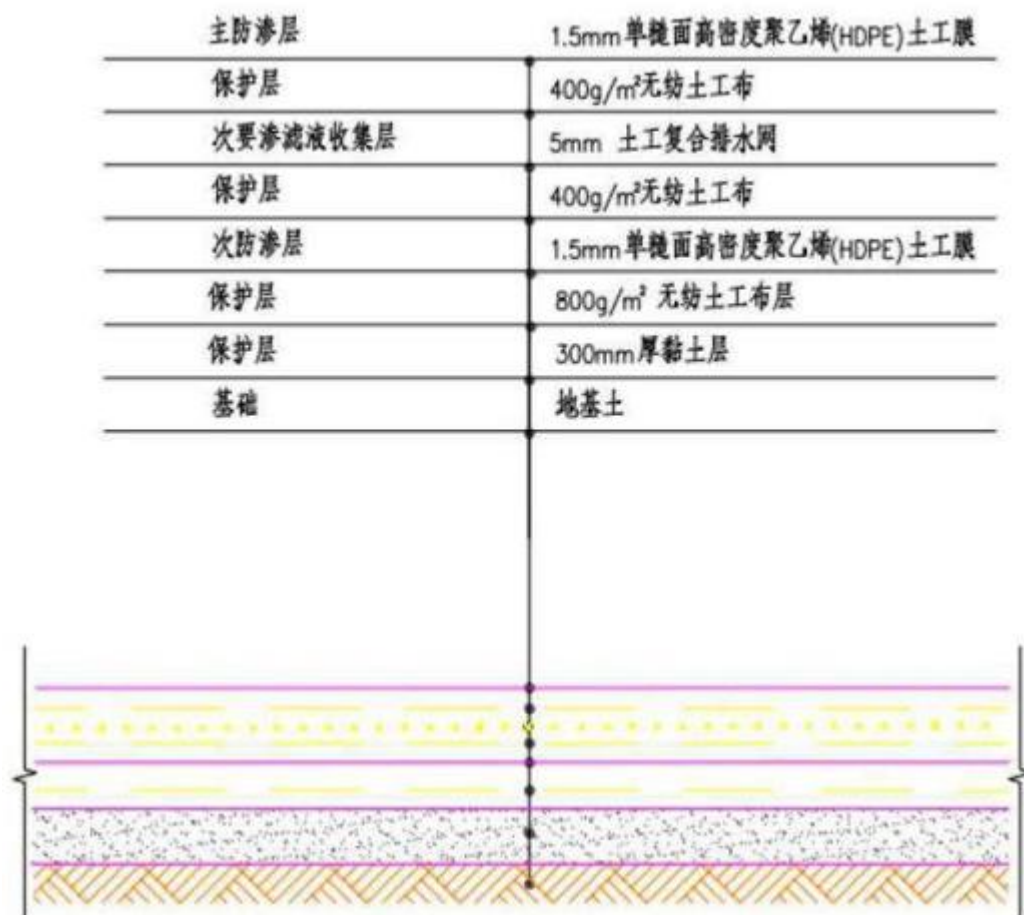 主防渗层 1.5mm单糙面高密度聚乙烯(HDPE)土工膜
保护层 400g/m²无纺土工布
次要渗滤液收集层 5mm 土工复合排水网
保护层 400g/m²无纺土工布
次防渗层 1.5mm单糙面高密度聚乙烯(HDPE)土工膜
保护层 800g/m² 无纺土工布层
保护层 300mm厚黏土层
基础 地基土